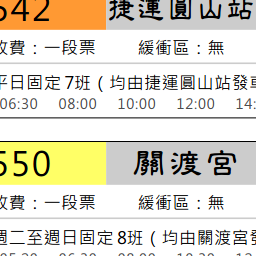 542 捷運圓山站
收費：一段票 緩衝區：無
平日固定7班（均由捷運圓山站發車
06:30 08:00 10:00 12:00 14:
550 關渡宮
收費：一段票 緩衝區：無
週二至週日固定8班（均由關渡宮發